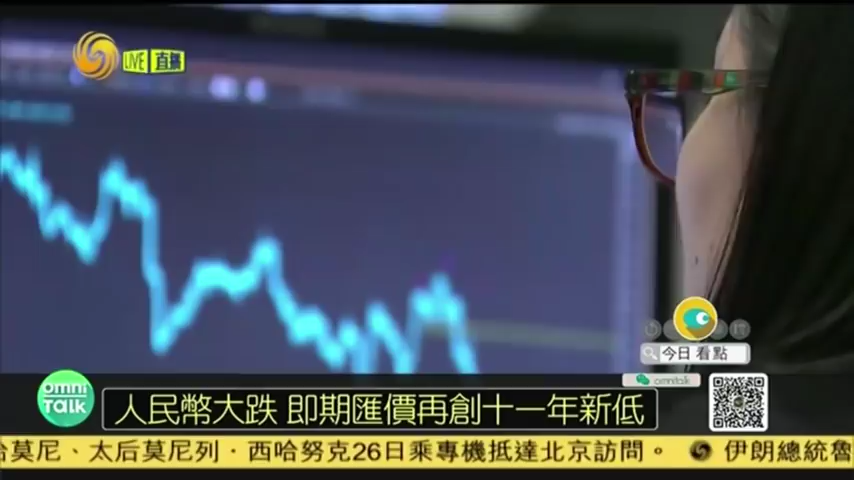 LIVE 直播
今日看點
omnitalk
omni
TaLK
人民幣大跌 即期匯價再創十一年新低
莫尼、太后莫尼列·西哈努克26日乘專機抵達北京訪問。 伊朗總統魯